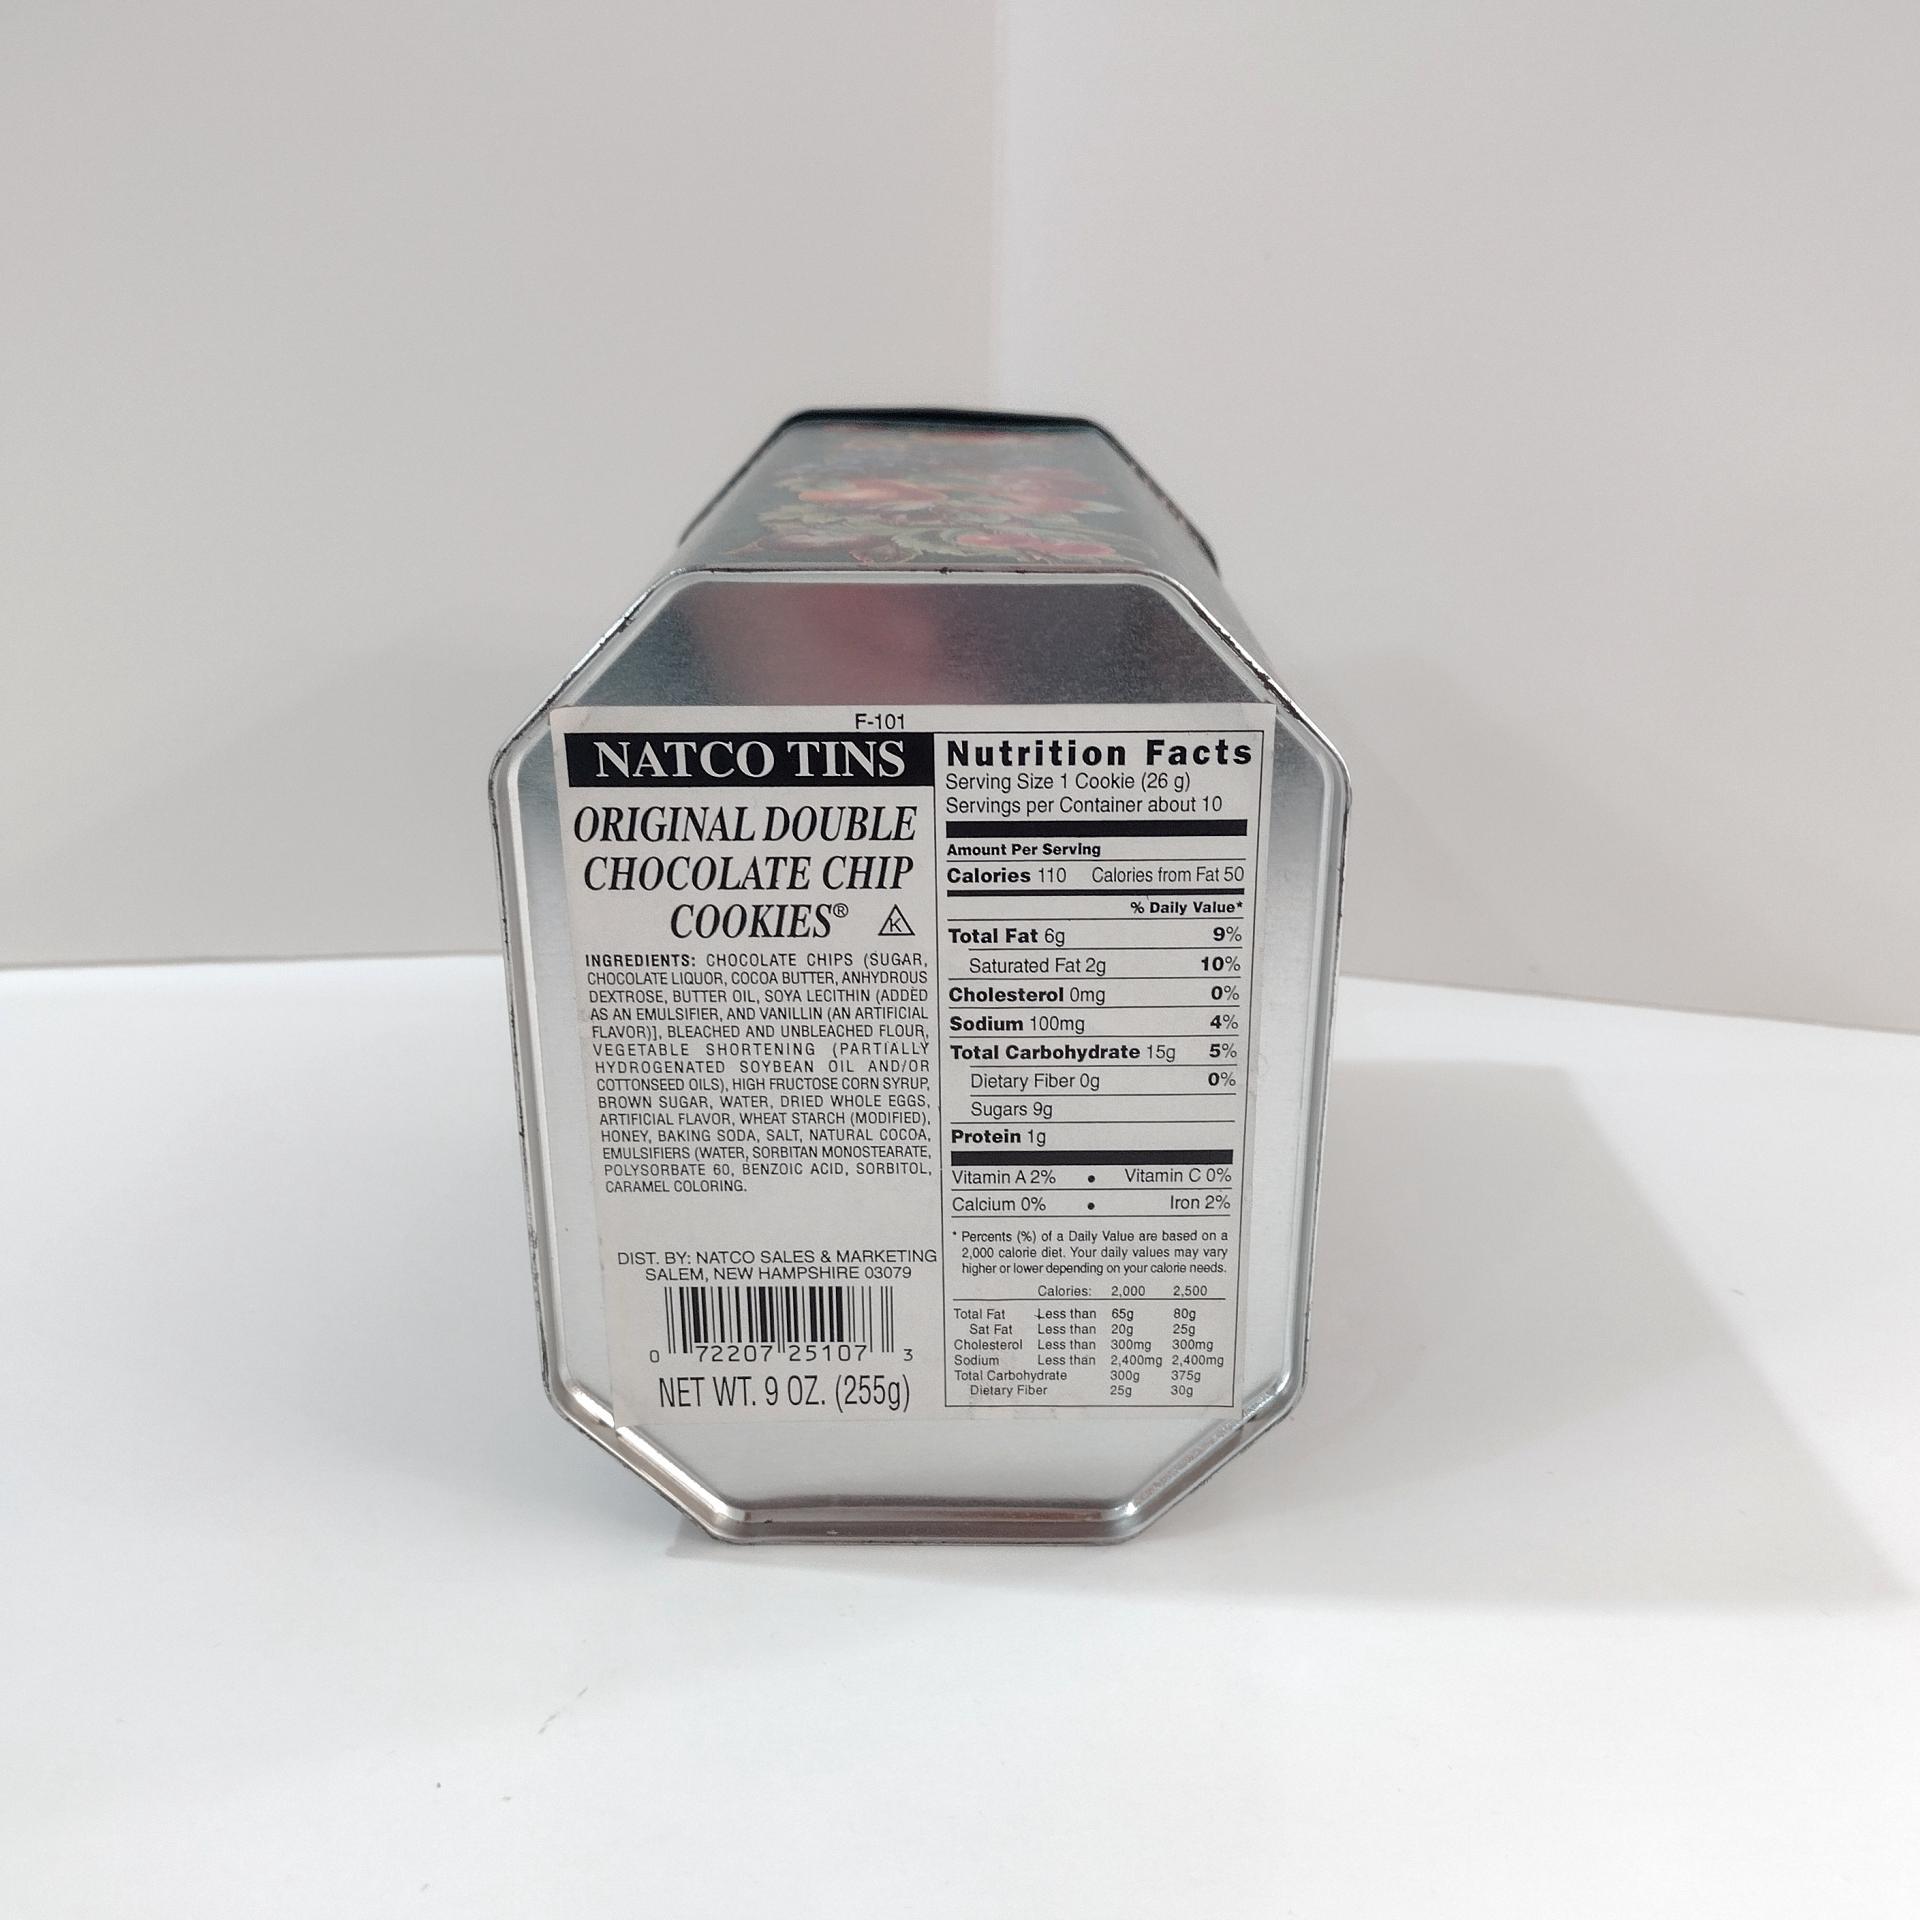 F-101
NATCO TINS
ORIGINAL DOUBLE
CHOCOLATE CHIP
COOKIES®
K
INGREDIENTS: CHOCOLATE CHIPS (SUGAR,
CHOCOLATE LIQUOR, COCOA BUTTER, ANHYDROUS
DEXTROSE, BUTTER OIL, SOYA LECITHIN (ADDED
AS AN EMULSIFIER, AND VANILLIN (AN ARTIFICIAL
FLAVOR)], BLEACHED AND UNBLEACHED FLOUR,
VEGETABLE SHORTENING (PARTIALLY
HYDROGENATED SOYBEAN OIL AND/OR
COTTONSEED OILS), HIGH FRUCTOSE CORN SYRUP,
BROWN SUGAR, WATER, DRIED WHOLE EGGS,
ARTIFICIAL FLAVOR, WHEAT STARCH (MODIFIED),
HONEY, BAKING SODA, SALT, NATURAL COCOA,
EMULSIFIERS (WATER, SORBITAN MONOSTEARATE,
POLYSORBATE 60, BENZOIC ACID, SORBITOL,
CARAMEL COLORING.
DIST. BY: NATCO SALES & MARKETING
SALEM, NEW HAMPSHIRE 03079
0 72207 25107 3
NET WT. 9 OZ. (255g)
Nutrition Facts
Serving Size 1 Cookie (26 g)
Servings per Container about 10
Amount Per Serving
Calories 110 Calories from Fat 50
% Daily Value*
Total Fat 6g 9%
Saturated Fat 2g 10%
Cholesterol 0mg 0%
Sodium 100mg 4%
Total Carbohydrate 15g 5%
Dietary Fiber 0g 0%
Sugars 9g
Protein 1g
Vitamin A 2% • Vitamin C 0%
Calcium 0% • Iron 2%
* Percents (%) of a Daily Value are based on a
2,000 calorie diet. Your daily values may vary
higher or lower depending on your calorie needs.
Calories: 2,000 2,500
Total Fat Less than 65g 80g
Sat Fat Less than 20g 25g
Cholesterol Less than 300mg 300mg
Sodium Less than 2,400mg 2,400mg
Total Carbohydrate 300g 375g
Dietary Fiber 25g 30g